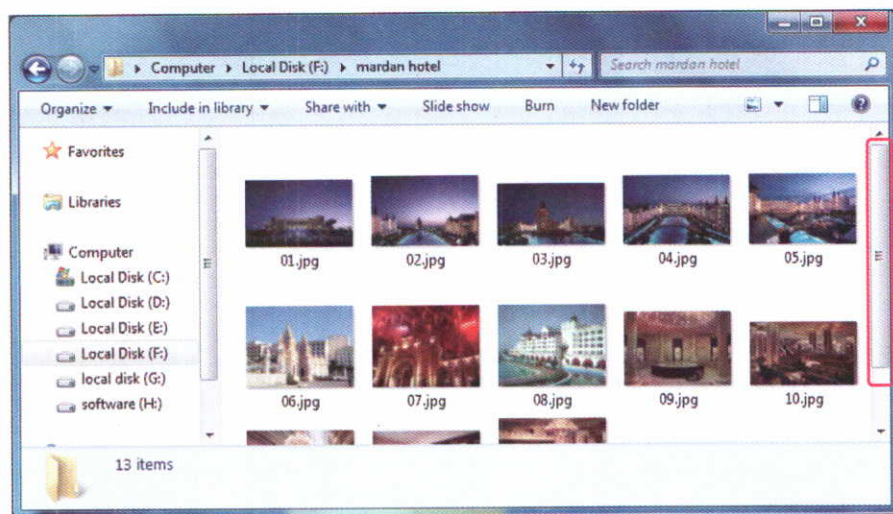 Computer ▸ Local Disk (F:) ▸ mardan hotel
Search mardan hotel
Organize Include in library Share with Slide show Burn New folder
Favorites
Libraries
Computer
Local Disk (C:)
Local Disk (D:)
Local Disk (E:)
Local Disk (F:)
local disk (G:)
software (H:)
01.jpg 02.jpg 03.jpg 04.jpg 05.jpg
06.jpg 07.jpg 08.jpg 09.jpg 10.jpg
13 items